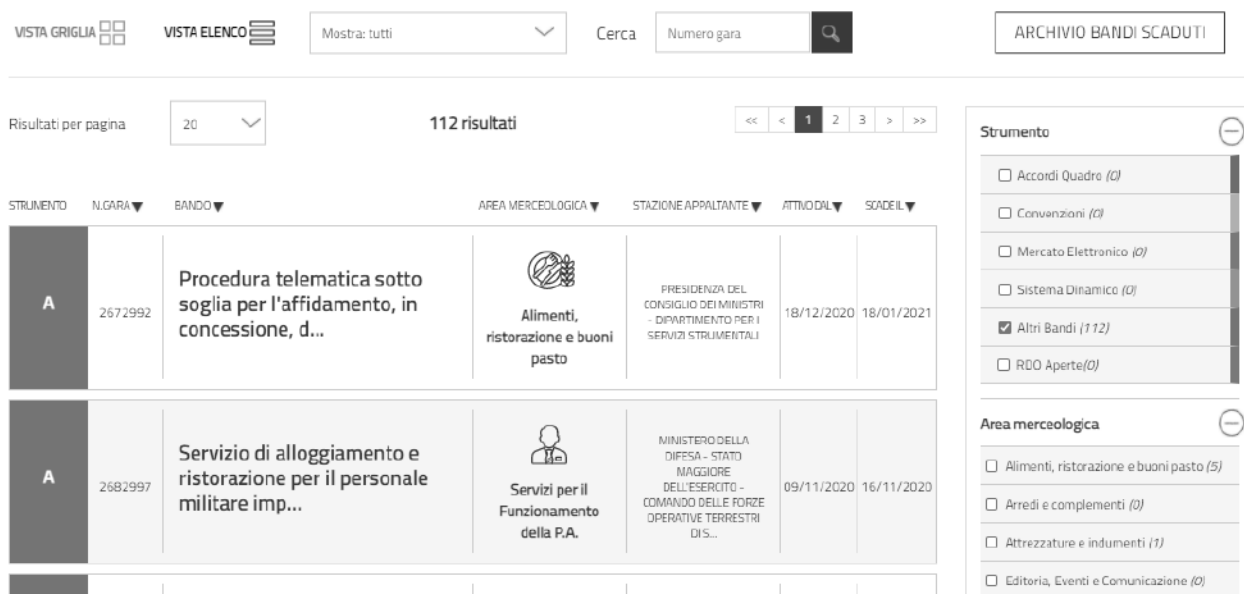 VISTA GRIGLIA
VISTA ELENCO
Mostra: tutti
Cerca
Numero gara
ARCHIVIO BANDI SCADUTI
Risultati per pagina
20
112 risultati
<< < 1 2 3 > >>
STRUMENTO N.GARA▼ BANDO▼ AREA MERCEOLOGICA▼ STAZIONE APPALTANTE▼ ATTIVO DAL▼ SCADE IL▼
A
2672992
Procedura telematica sotto
soglia per l'affidamento, in
concessione, d...
Alimenti,
ristorazione e buoni
pasto
PRESIDENZA DEL
CONSIGLIO DEI MINISTRI
- DIPARTIMENTO PER I
SERVIZI STRUMENTALI
18/12/2020
18/01/2021
A
2682997
Servizio di alloggiamento e
ristorazione per il personale
militare imp...
Servizi per il
Funzionamento
della P.A.
MINISTERO DELLA
DIFESA - STATO
MAGGIORE
DELL'ESERCITO -
COMANDO DELLE FORZE
OPERATIVE TERRESTRI
DI S...
09/11/2020
16/11/2020
Strumento
Accordi Quadro (0)
Convenzioni (0)
Mercato Elettronico (0)
Sistema Dinamico (0)
Altri Bandi (112)
RDO Aperte(0)
Area merceologica
Alimenti, ristorazione e buoni pasto (5)
Arredi e complementi (0)
Attrezzature e indumenti (1)
Editoria, Eventi e Comunicazione (0)